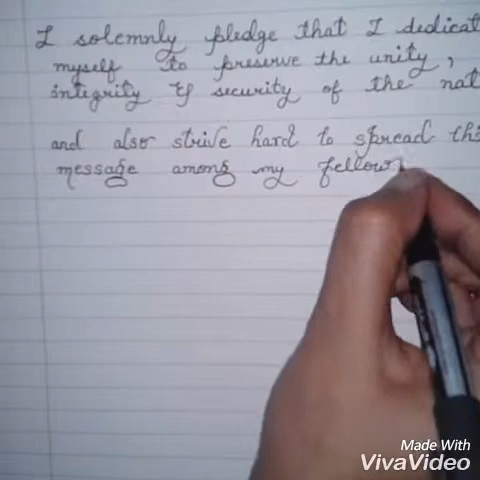 I solemnly pledge that I dedicat
myself to preserve the unity,
integrity & security of the nat
and also strive hard to spread this
message among my fellow
Made With
VivaVideo